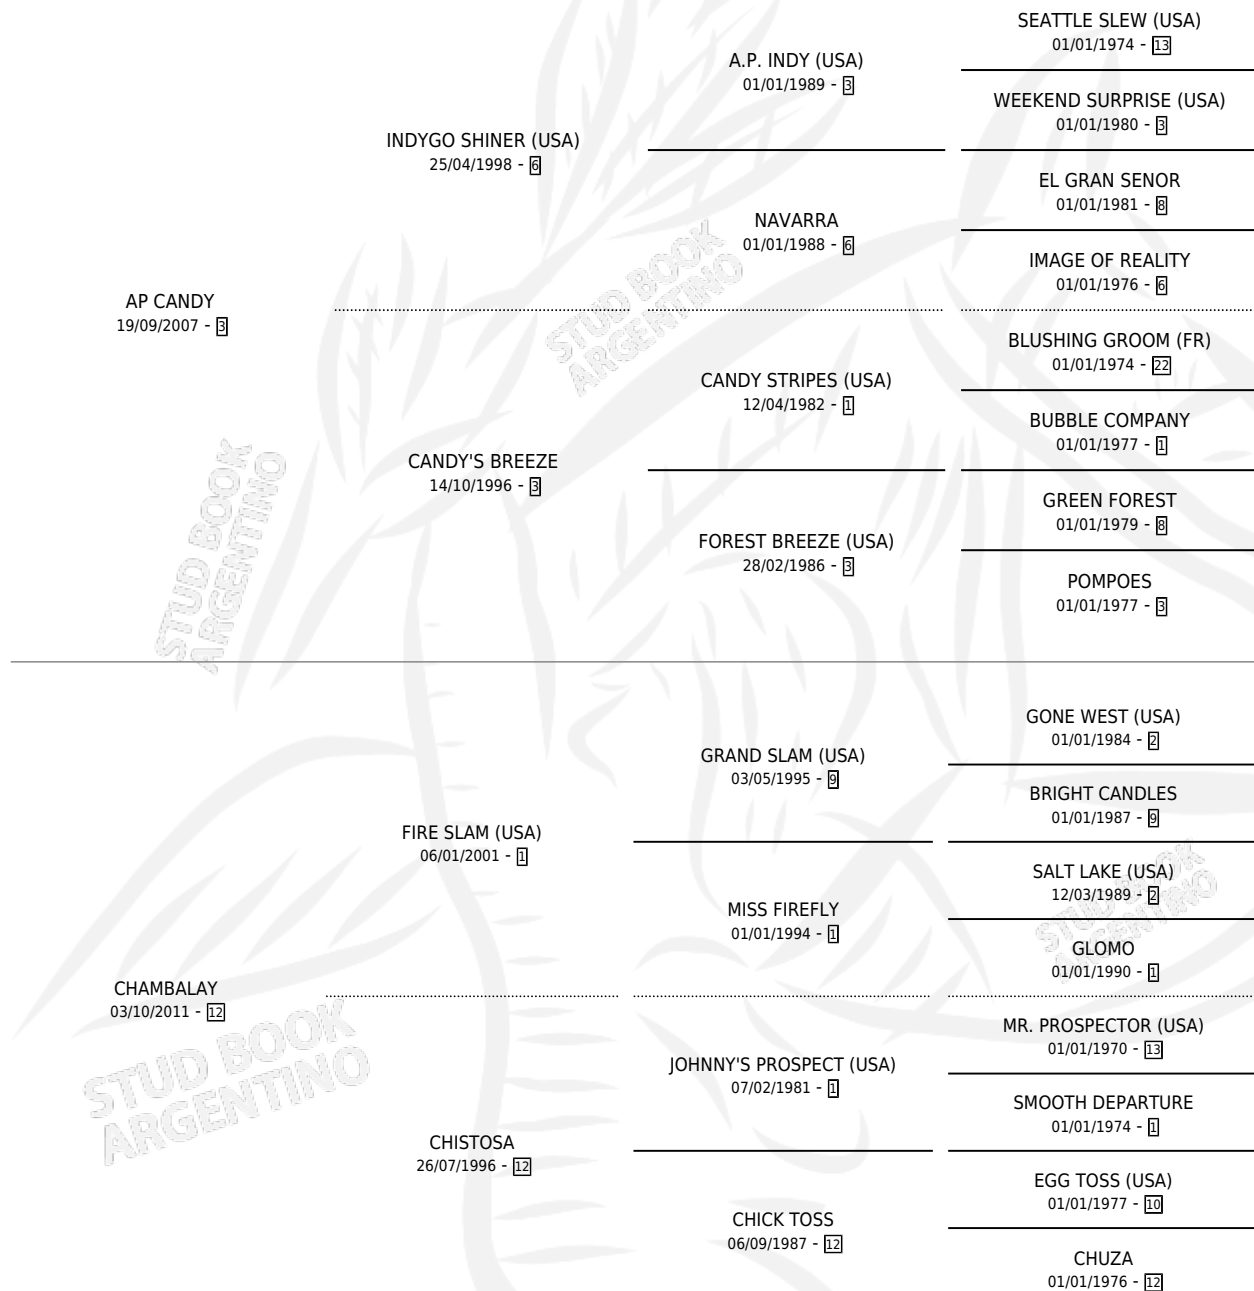 SEATTLE SLEW (USA)
01/01/1974 - 13
A.P. INDY (USA)
01/01/1989 - 3
WEEKEND SURPRISE (USA)
01/01/1980 - 3
INDYGO SHINER (USA)
25/04/1998 - 6
EL GRAN SENOR
01/01/1981 - 8
NAVARRA
01/01/1988 - 6
IMAGE OF REALITY
01/01/1976 - 6
AP CANDY
19/09/2007 - 3
BLUSHING GROOM (FR)
01/01/1974 - 22
CANDY STRIPES (USA)
12/04/1982 - 1
BUBBLE COMPANY
01/01/1977 - 1
CANDY'S BREEZE
14/10/1996 - 3
GREEN FOREST
01/01/1979 - 8
FOREST BREEZE (USA)
28/02/1986 - 3
POMPOES
01/01/1977 - 3
STUD BOOK
ARGENTINO
STUD BOOK
ARGENTINO
GONE WEST (USA)
01/01/1984 - 2
GRAND SLAM (USA)
03/05/1995 - 9
BRIGHT CANDLES
01/01/1987 - 9
FIRE SLAM (USA)
06/01/2001 - 1
SALT LAKE (USA)
12/03/1989 - 2
MISS FIREFLY
01/01/1994 - 1
GLOMO
01/01/1990 - 1
CHAMBALAY
03/10/2011 - 12
MR. PROSPECTOR (USA)
01/01/1970 - 13
JOHNNY'S PROSPECT (USA)
07/02/1981 - 1
SMOOTH DEPARTURE
01/01/1974 - 1
CHISTOSA
26/07/1996 - 12
EGG TOSS (USA)
01/01/1977 - 10
CHICK TOSS
06/09/1987 - 12
CHUZA
01/01/1976 - 12
STUD BOOK
ARGENTINO
STUD BOOK
ARGENTINO